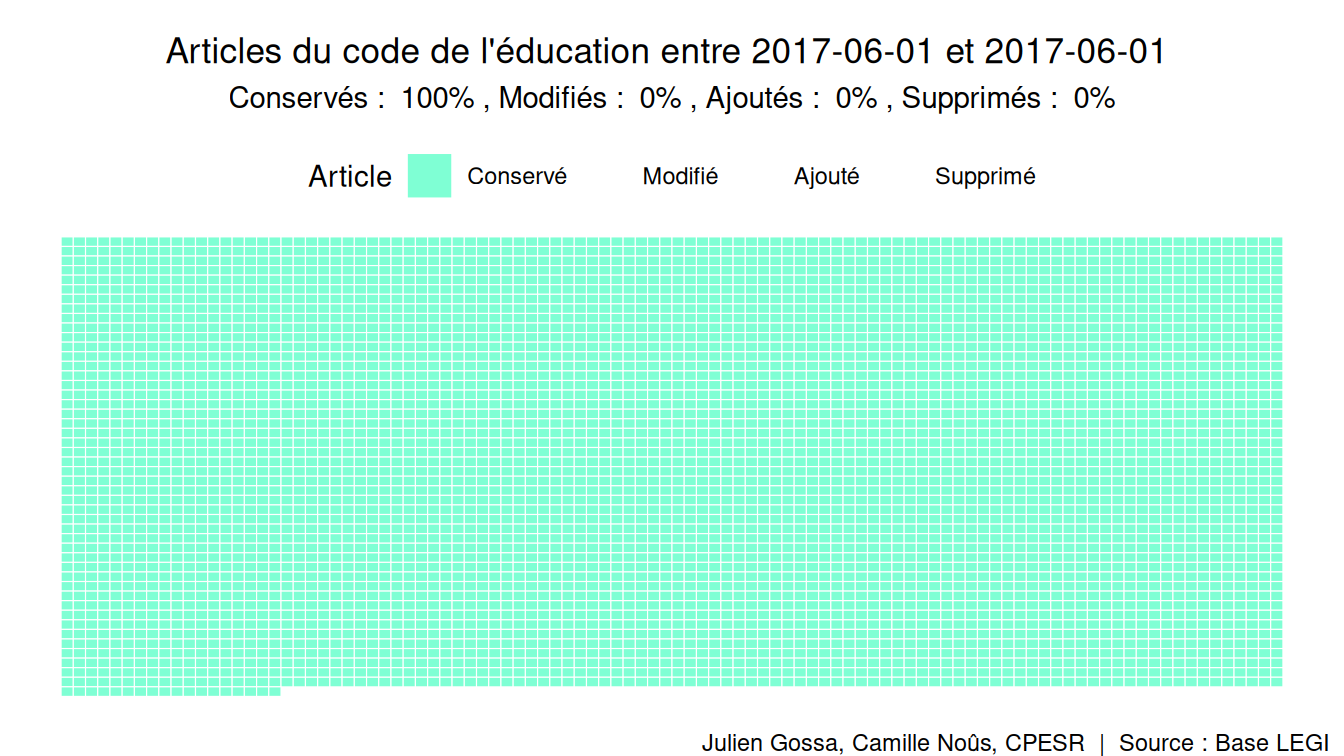 Articles du code de l'éducation entre 2017-06-01 et 2017-06-01
Conservés :  100% , Modifiés :  0% , Ajoutés :  0% , Supprimés :  0%
Article Conservé Modifié Ajouté Supprimé
Julien Gossa, Camille Noûs, CPESR | Source : Base LEGI